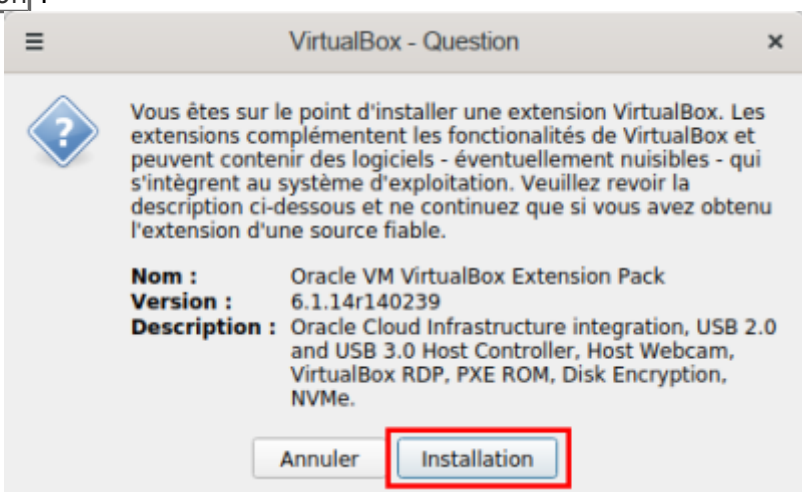 VirtualBox - Question
Vous êtes sur le point d'installer une extension VirtualBox. Les
extensions complémentent les fonctionalités de VirtualBox et
peuvent contenir des logiciels - éventuellement nuisibles - qui
s'intègrent au système d'exploitation. Veuillez revoir la
description ci-dessous et ne continuez que si vous avez obtenu
l'extension d'une source fiable.
Nom : Oracle VM VirtualBox Extension Pack
Version : 6.1.14r140239
Description : Oracle Cloud Infrastructure integration, USB 2.0
and USB 3.0 Host Controller, Host Webcam,
VirtualBox RDP, PXE ROM, Disk Encryption,
NVMe.
Annuler Installation